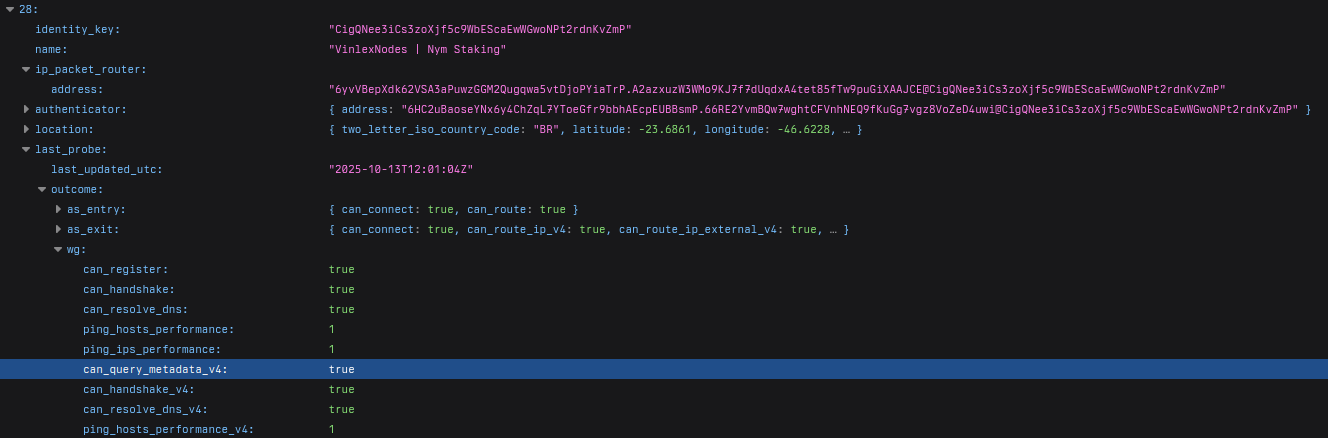 28:
identity_key: "CigQNee3iCs3zoXjf5c9WbEScaEwWGwoNPt2rdnKvZmP"
name: "VinlexNodes | Nym Staking"
ip_packet_router:
address: "6yvVBepXdk62VSA3aPuwzGGM2Qugqwa5vtDjoPYiaTrP.A2azxuzW3WMo9KJ7f7dUqdxA4tet85fTw9puGiXAAJCE@CigQNee3iCs3zoXjf5c9WbEScaEwWGwoNPt2rdnKvZmP"
authenticator: { address: "6HC2uBaoseYNx6y4ChZqL7YToeGfr9bbhAEcpEUBBsmP.66RE2YvmBQw7wghtCFVnhNEQ9fKuGg7vgz8VoZeD4uwi@CigQNee3iCs3zoXjf5c9WbEScaEwWGwoNPt2rdnKvZmP" }
location: { two_letter_iso_country_code: "BR", latitude: -23.6861, longitude: -46.6228, … }
last_probe:
last_updated_utc: "2025-10-13T12:01:04Z"
outcome:
as_entry: { can_connect: true, can_route: true }
as_exit: { can_connect: true, can_route_ip_v4: true, can_route_ip_external_v4: true, … }
wg:
can_register: true
can_handshake: true
can_resolve_dns: true
ping_hosts_performance: 1
ping_ips_performance: 1
can_query_metadata_v4: true
can_handshake_v4: true
can_resolve_dns_v4: true
ping_hosts_performance_v4: 1